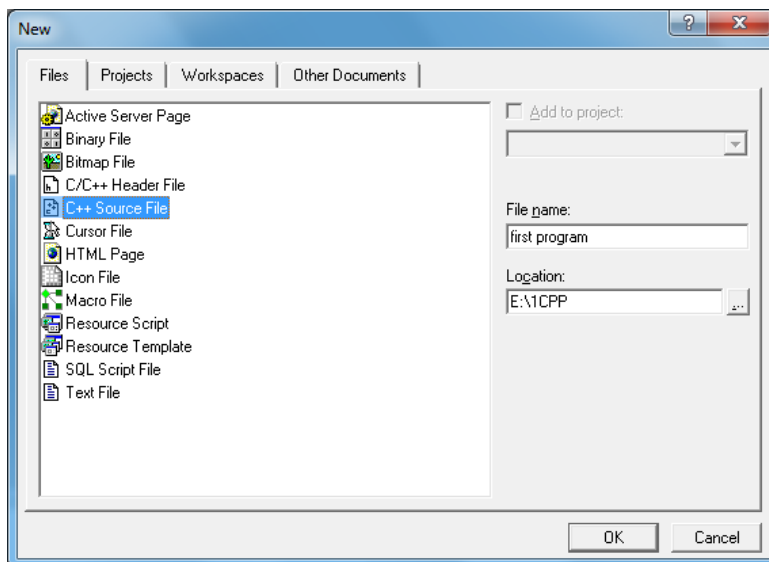 New
Files Projects Workspaces Other Documents
Active Server Page
Binary File
Bitmap File
C/C++ Header File
C++ Source File
Cursor File
HTML Page
Icon File
Macro File
Resource Script
Resource Template
SQL Script File
Text File
Add to project:
File name:
first program
Location:
E:\1CPP
...
OK Cancel